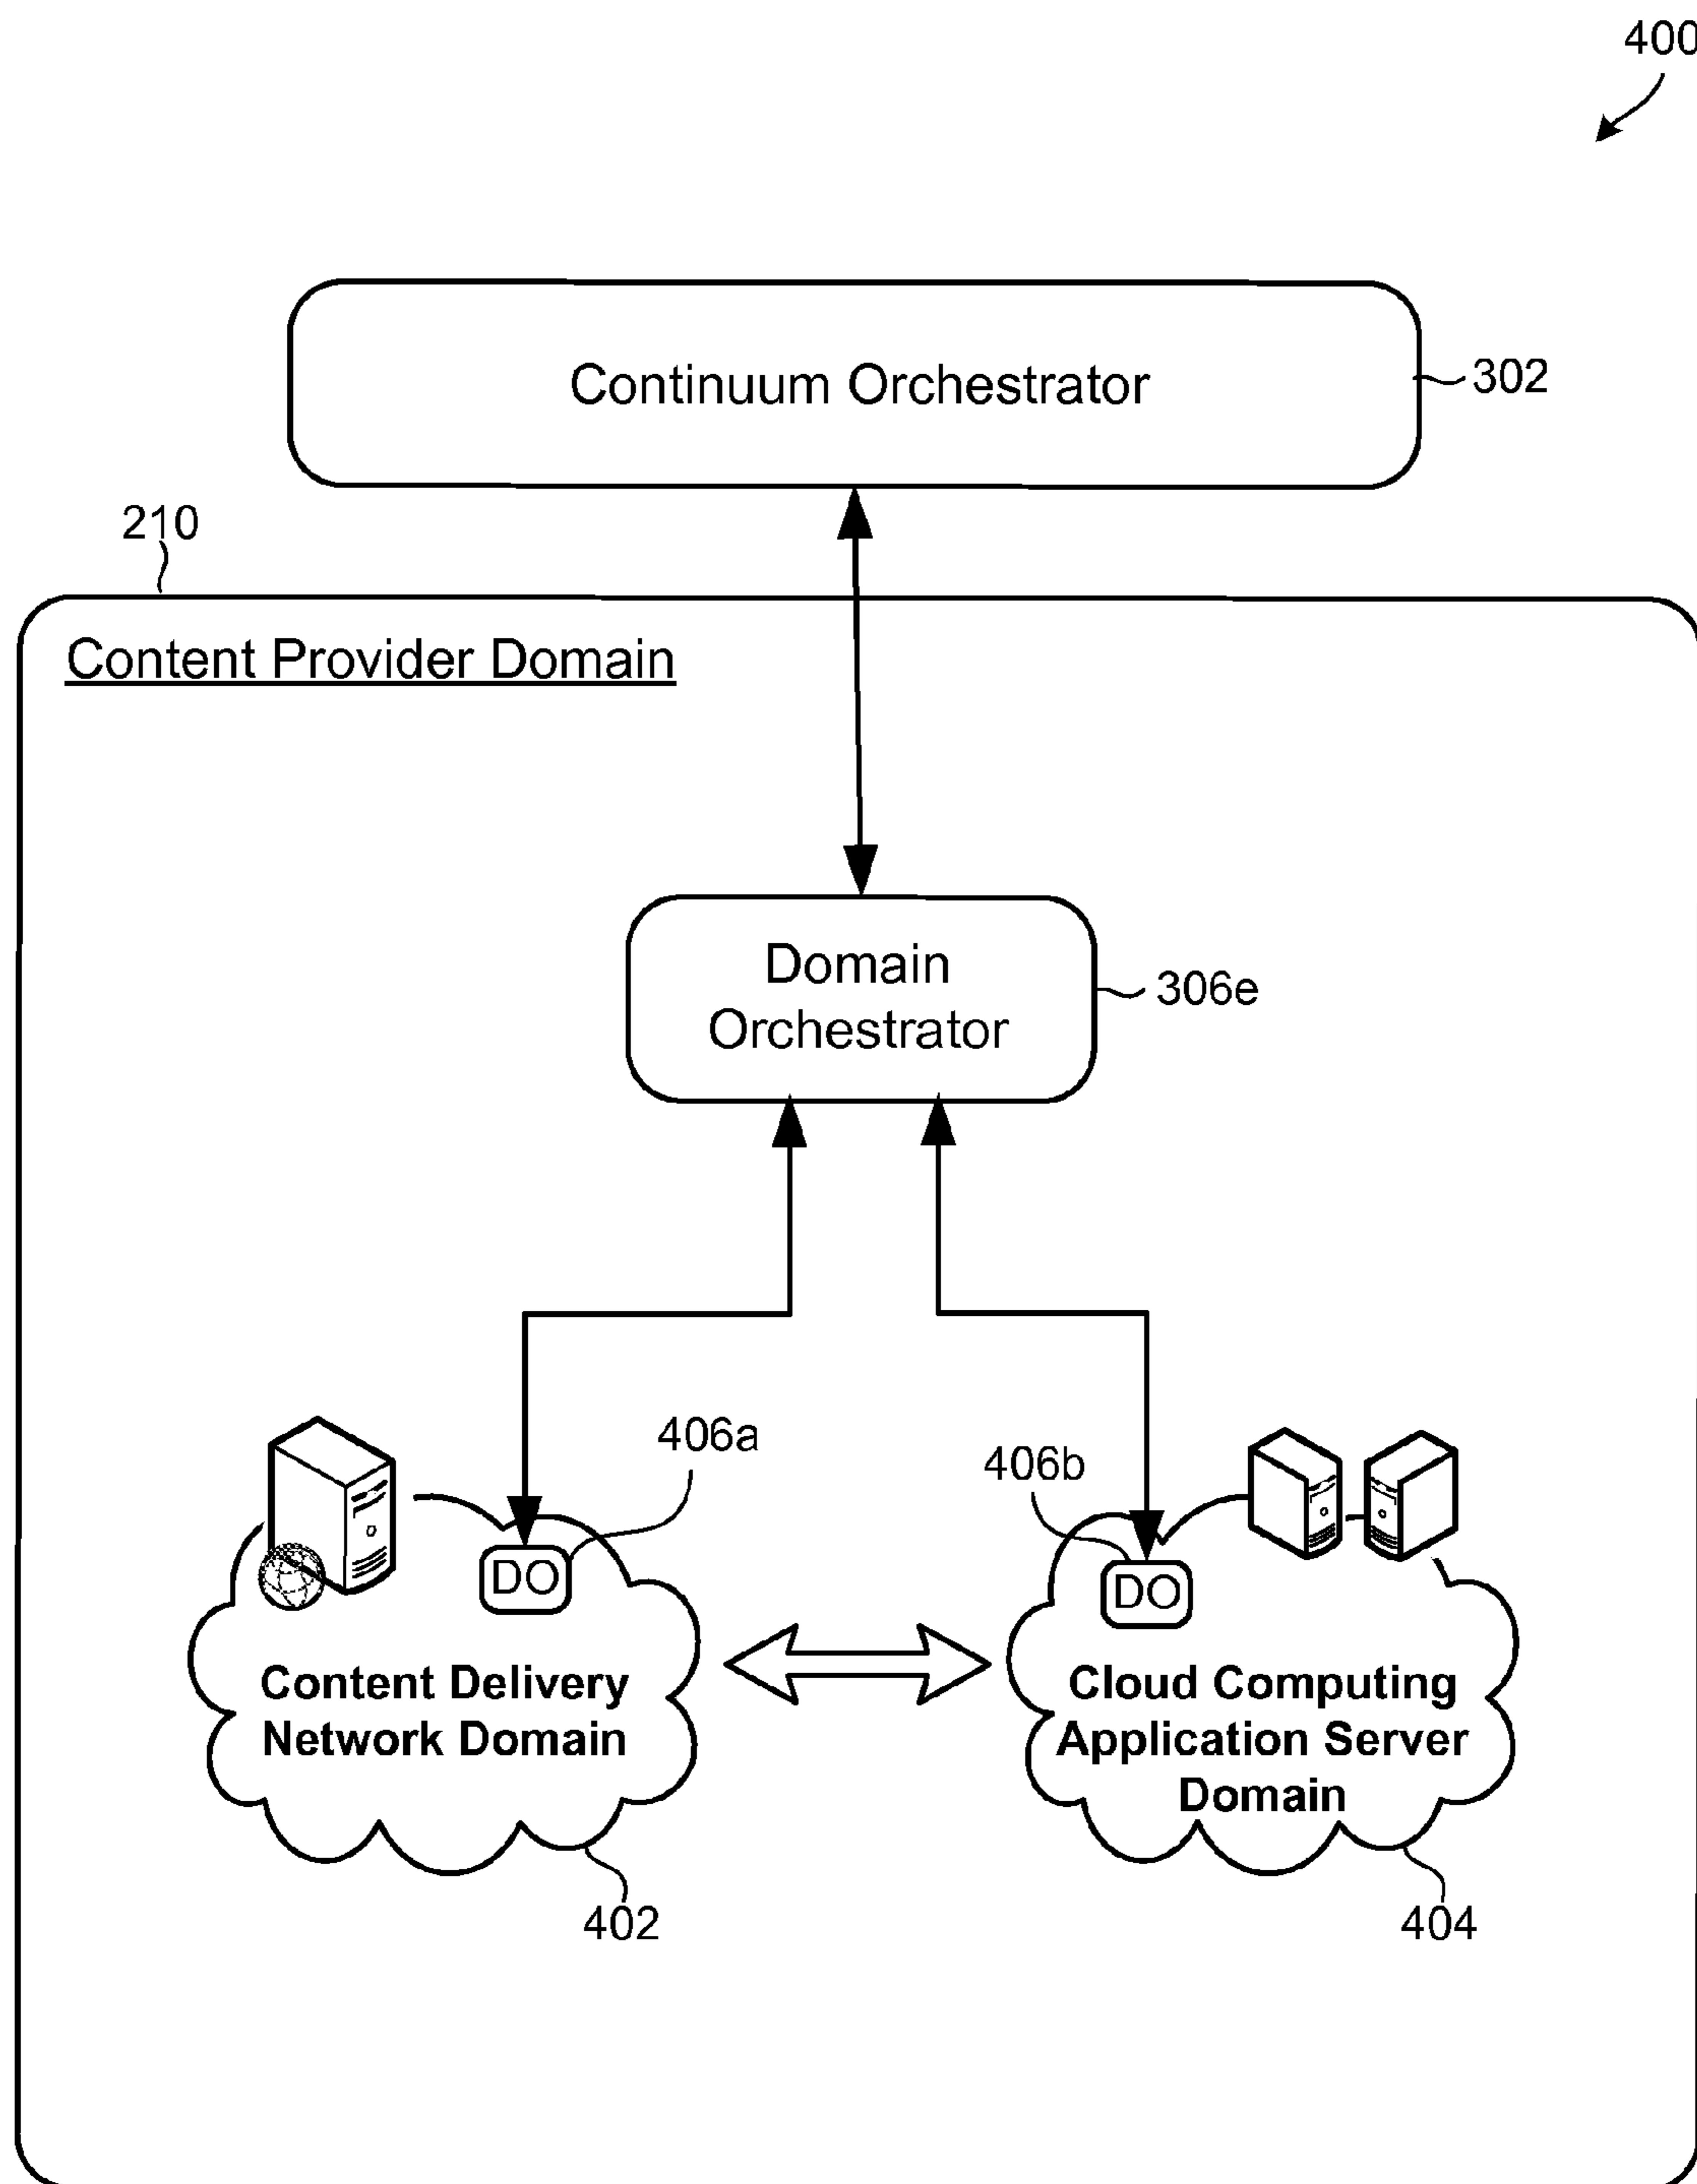 400
Continuum Orchestrator
302
210
Content Provider Domain
Domain
Orchestrator
306e
406a
406b
DO
DO
Content Delivery
Network Domain
Cloud Computing
Application Server
Domain
402
404